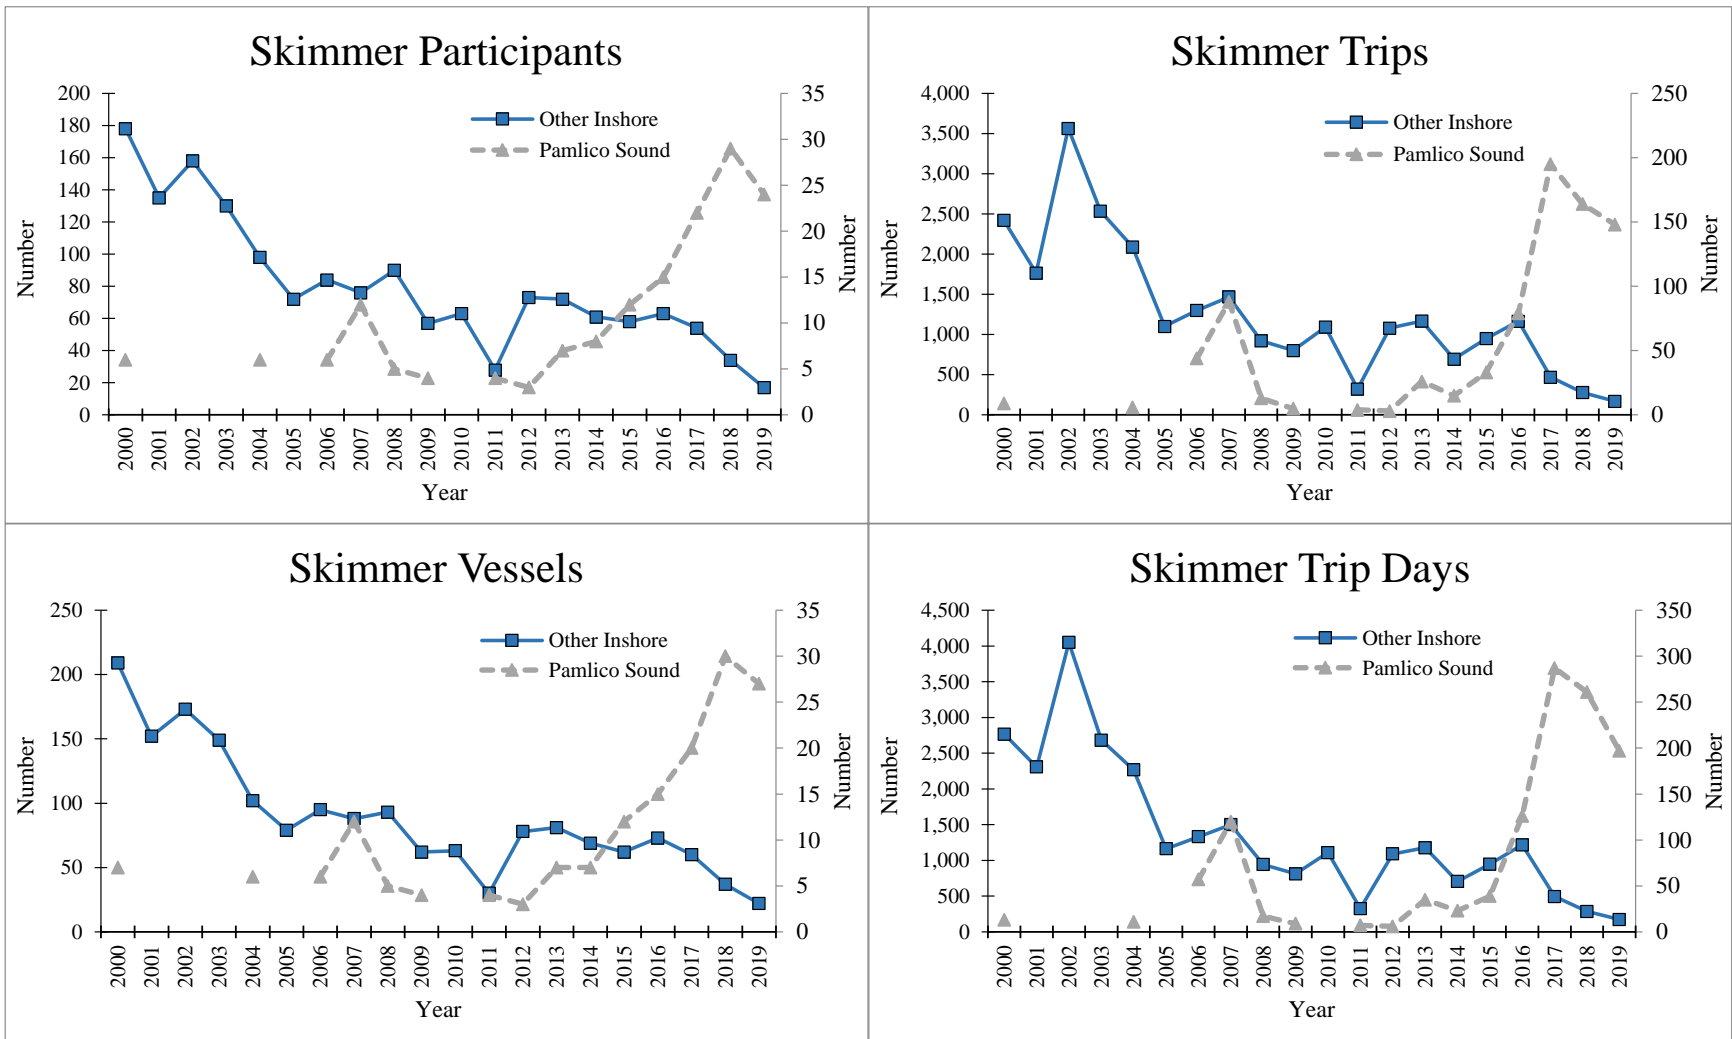 Skimmer Participants
Other Inshore
Pamlico Sound
200
180
160
140
120
100
80
60
40
20
0
35
30
25
20
15
10
5
0
Number
Number
2000 2001 2002 2003 2004 2005 2006 2007 2008 2009 2010 2011 2012 2013 2014 2015 2016 2017 2018 2019
Year
Skimmer Trips
Other Inshore
Pamlico Sound
4,000
3,500
3,000
2,500
2,000
1,500
1,000
500
0
250
200
150
100
50
0
Number
Number
2000 2001 2002 2003 2004 2005 2006 2007 2008 2009 2010 2011 2012 2013 2014 2015 2016 2017 2018 2019
Year
Skimmer Vessels
Other Inshore
Pamlico Sound
250
200
150
100
50
0
35
30
25
20
15
10
5
0
Number
Number
2000 2001 2002 2003 2004 2005 2006 2007 2008 2009 2010 2011 2012 2013 2014 2015 2016 2017 2018 2019
Year
Skimmer Trip Days
Other Inshore
Pamlico Sound
4,500
4,000
3,500
3,000
2,500
2,000
1,500
1,000
500
0
350
300
250
200
150
100
50
0
Number
Number
2000 2001 2002 2003 2004 2005 2006 2007 2008 2009 2010 2011 2012 2013 2014 2015 2016 2017 2018 2019
Year